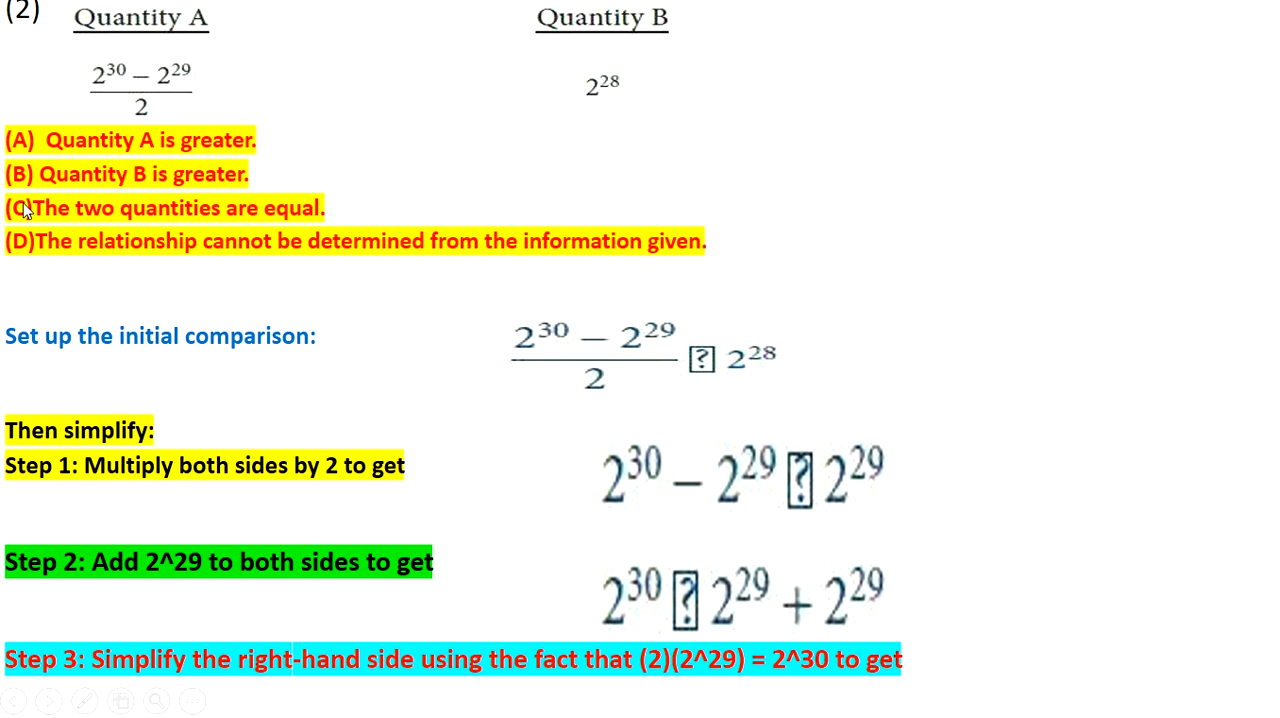 (2) Quantity A Quantity B
2^30 – 2^29 / 2 2^28
(A) Quantity A is greater.
(B) Quantity B is greater.
(C)The two quantities are equal.
(D)The relationship cannot be determined from the information given.
Set up the initial comparison: 2^30 – 2^29 / 2 [?] 2^28
Then simplify:
Step 1: Multiply both sides by 2 to get 2^30 – 2^29 [?] 2^29
Step 2: Add 2^29 to both sides to get 2^30 [?] 2^29 + 2^29
Step 3: Simplify the right-hand side using the fact that (2)(2^29) = 2^30 to get